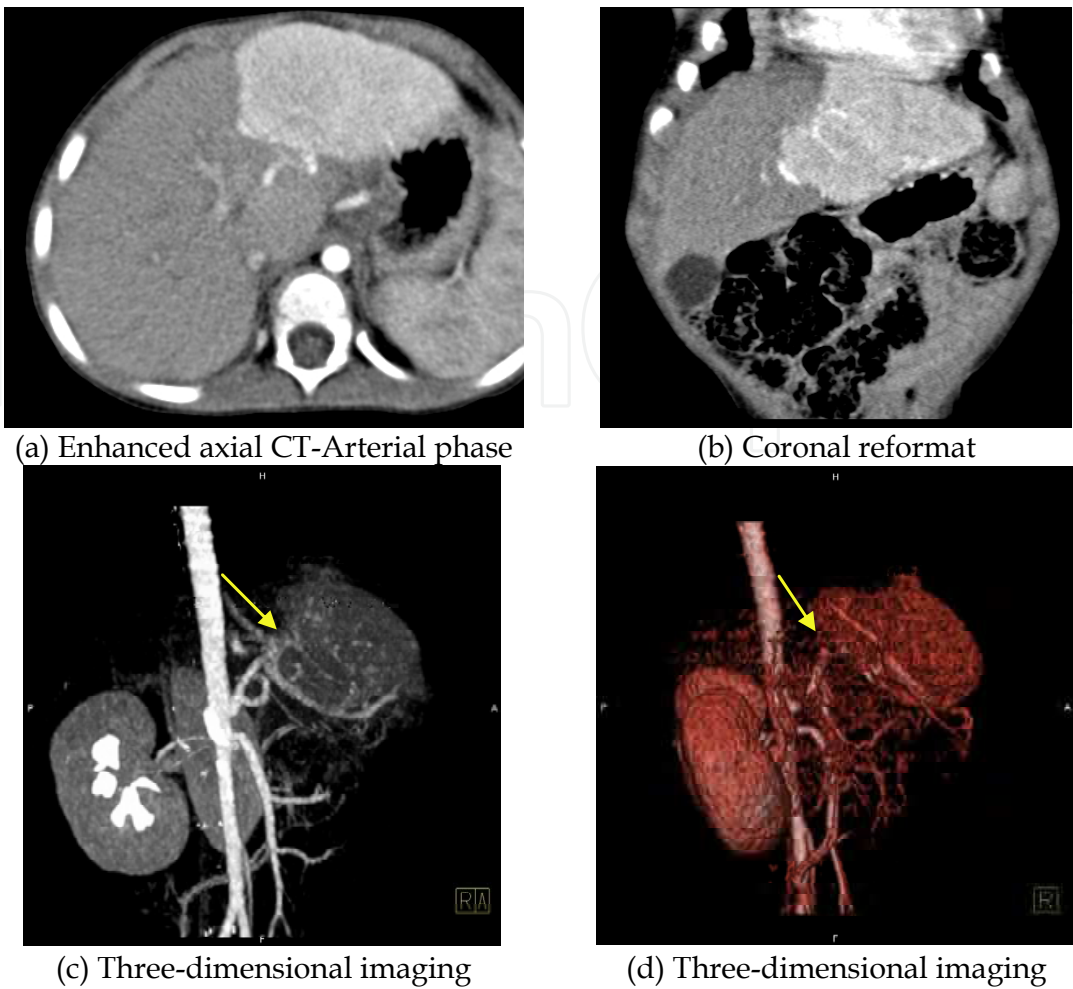 (a) Enhanced axial CT-Arterial phase
(b) Coronal reformat
H
H
P
A
P
A
RA
F
R
F
(c) Three-dimensional imaging
(d) Three-dimensional imaging